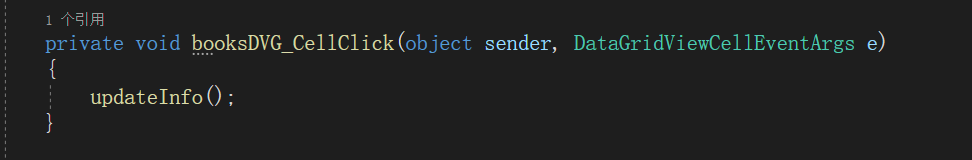 1 个引用
private void booksDVG_CellClick(object sender, DataGridViewCellEventArgs e)
{
updateInfo();
}